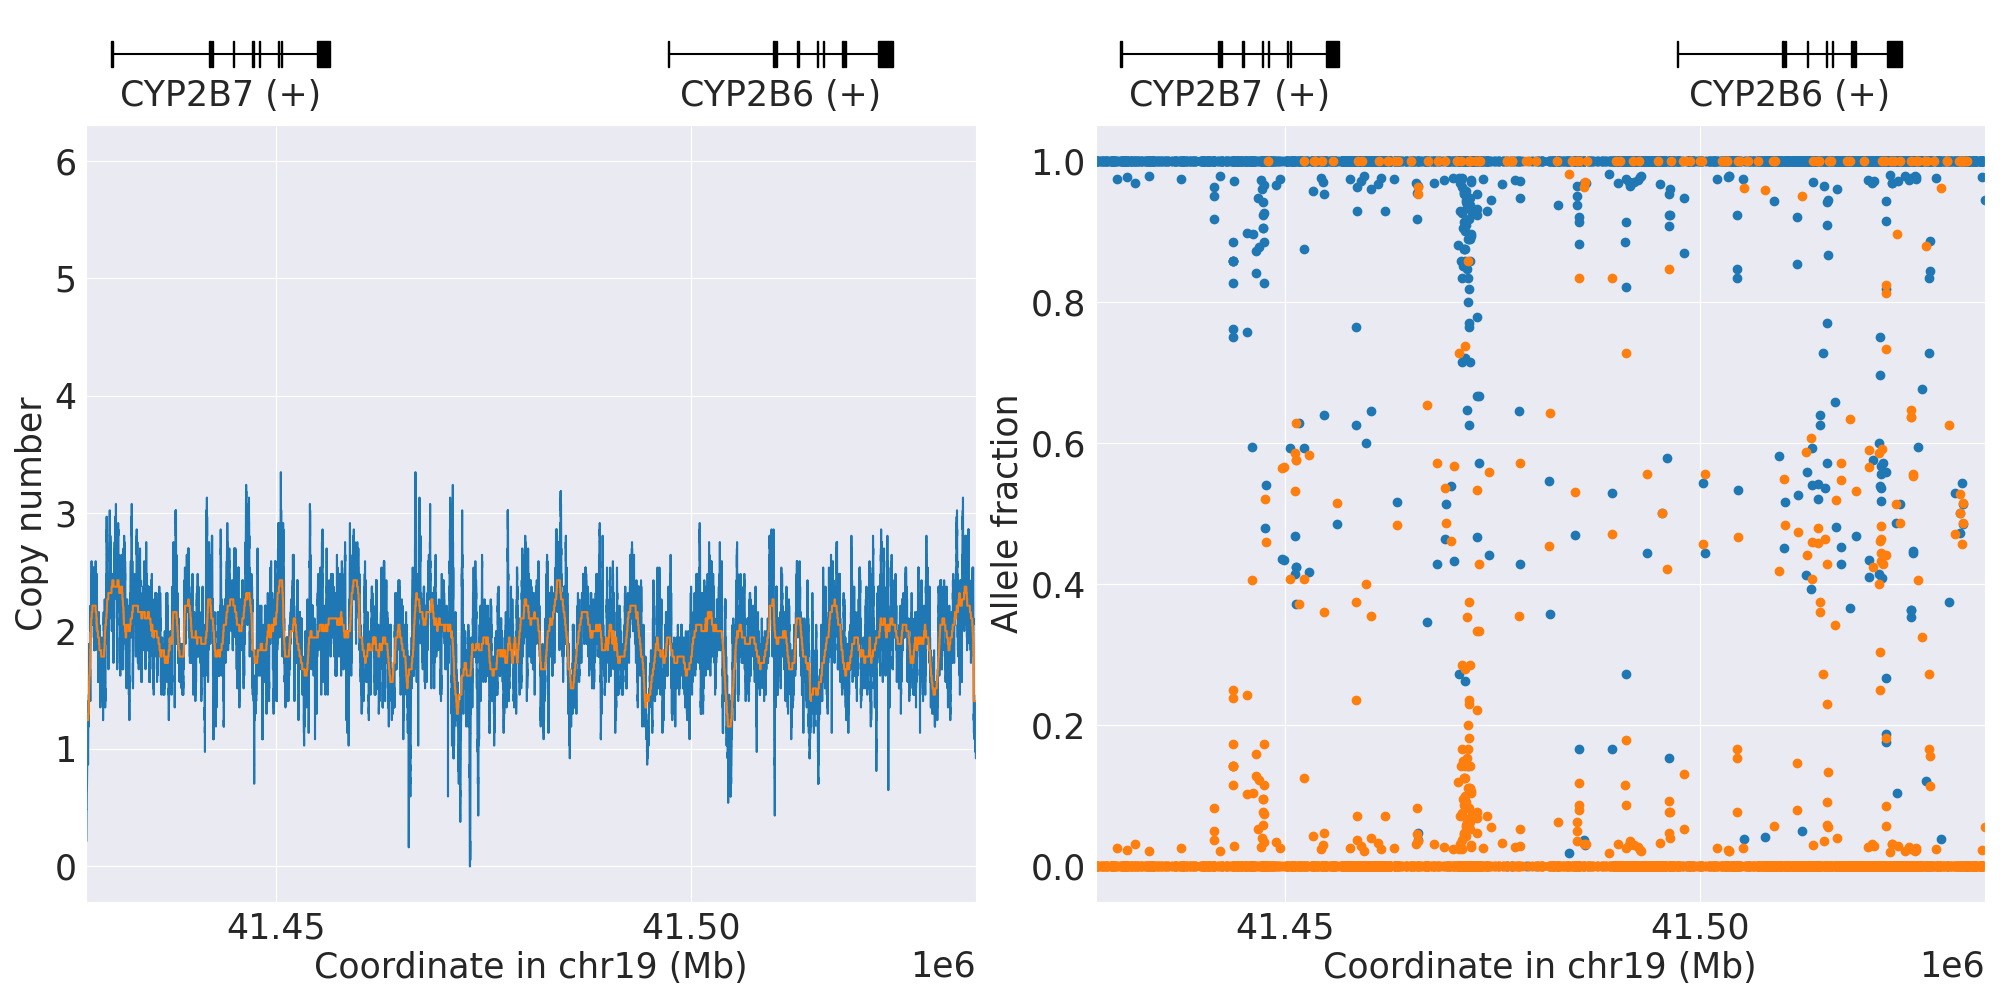 CYP2B7 (+) CYP2B6 (+)
6
5
4
3
2
1
0
Copy number
41.45 41.50
Coordinate in chr19 (Mb) 1e6
CYP2B7 (+) CYP2B6 (+)
1.0
0.8
0.6
0.4
0.2
0.0
Allele fraction
41.45 41.50
Coordinate in chr19 (Mb) 1e6